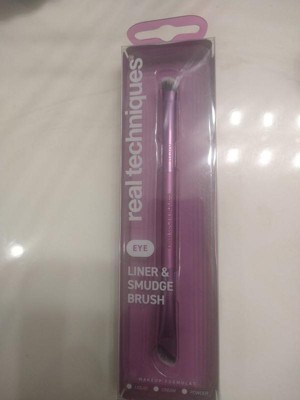 real techniques
EYE
LINER &
SMUDGE
BRUSH